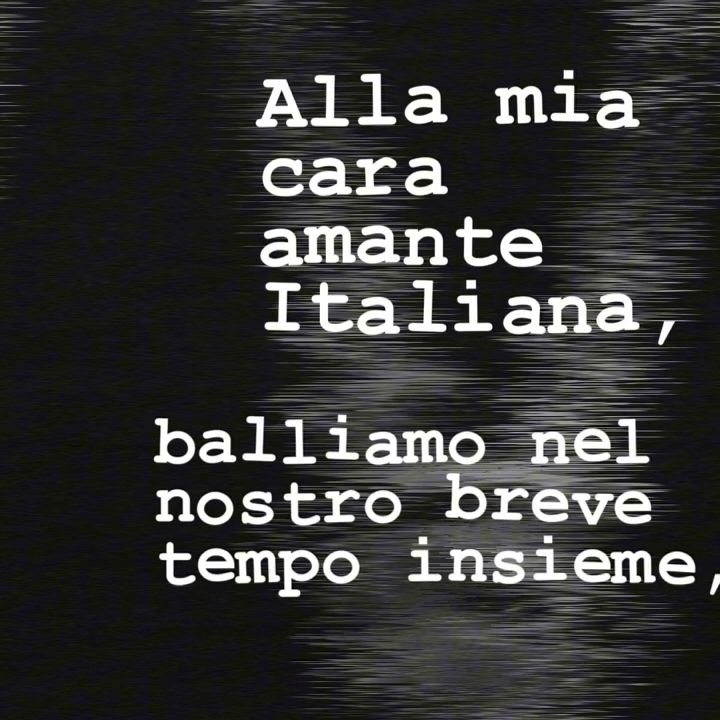 Alla mia
cara
amante
Italiana,
balliamo nel
nostro breve
tempo insieme,